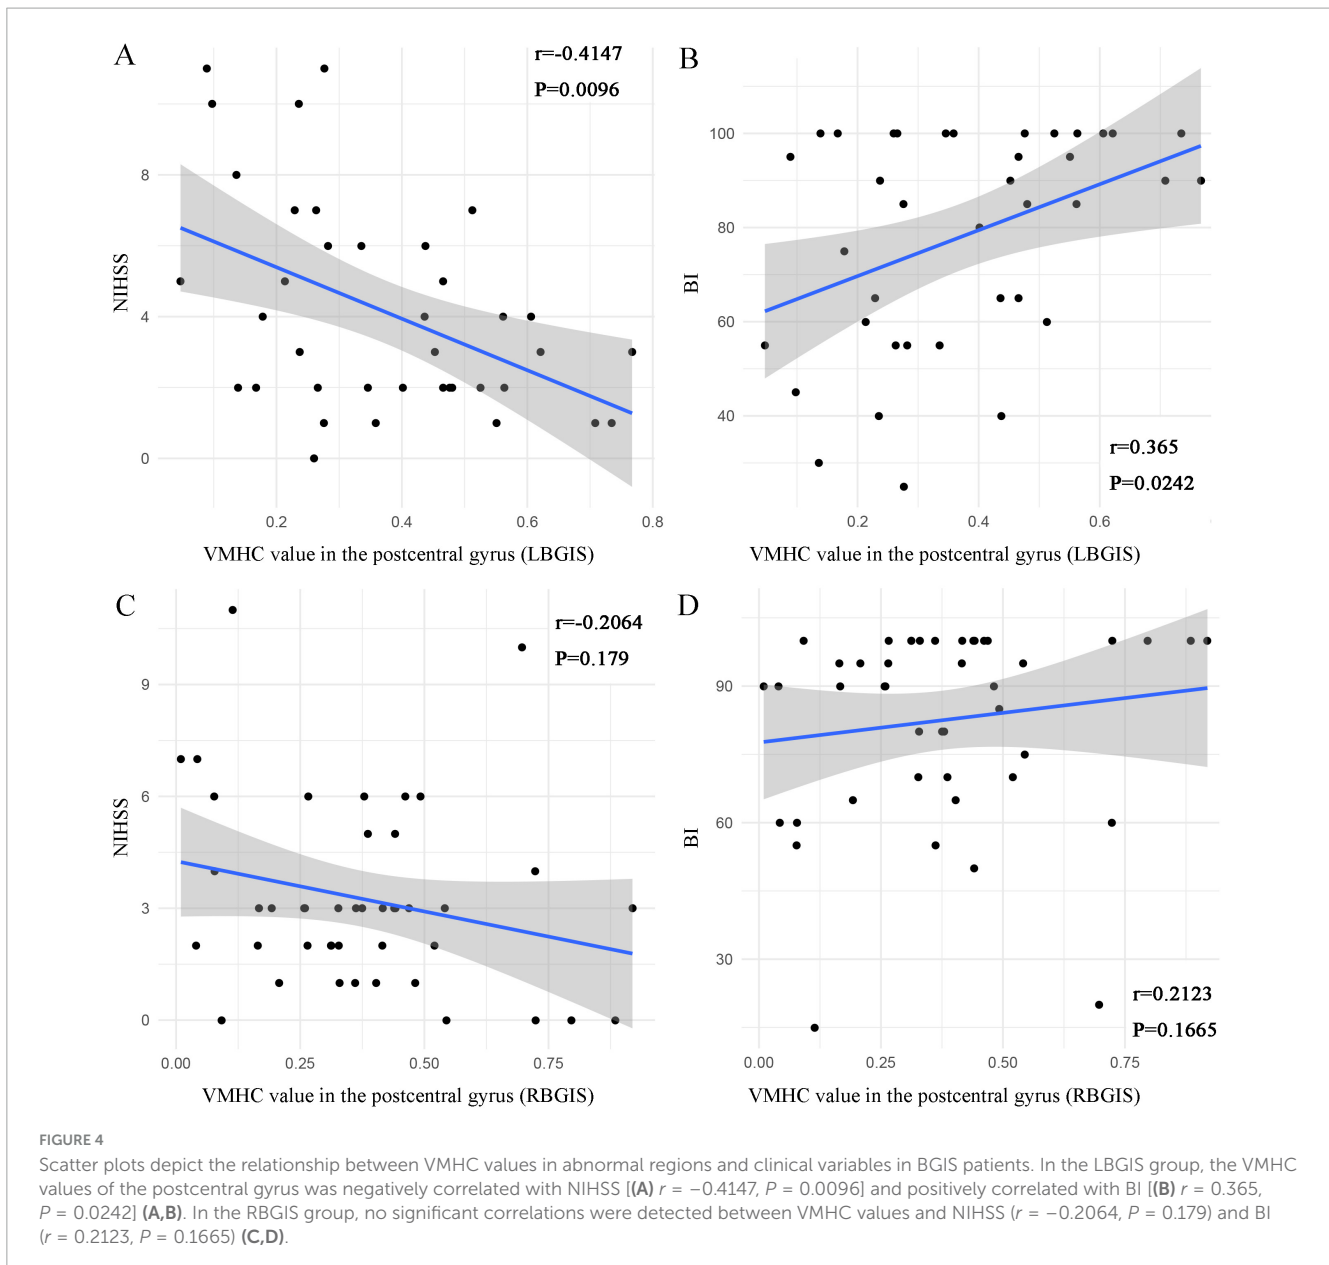 A
r=-0.4147
P=0.0096
8
4
0
NIHSS
0.2 0.4 0.6 0.8
VMHC value in the postcentral gyrus (LBGIS)
B
100
80
60
40
BI
r=0.365
P=0.0242
0.2 0.4 0.6
VMHC value in the postcentral gyrus (LBGIS)
C
r=-0.2064
P=0.179
9
6
3
0
NIHSS
0.00 0.25 0.50 0.75
VMHC value in the postcentral gyrus (RBGIS)
D
90
60
30
BI
r=0.2123
P=0.1665
0.00 0.25 0.50 0.75
VMHC value in the postcentral gyrus (RBGIS)
FIGURE 4
Scatter plots depict the relationship between VMHC values in abnormal regions and clinical variables in BGIS patients. In the LBGIS group, the VMHC
values of the postcentral gyrus was negatively correlated with NIHSS [(A) r = −0.4147, P = 0.0096] and positively correlated with BI [(B) r = 0.365,
P = 0.0242] (A,B). In the RBGIS group, no significant correlations were detected between VMHC values and NIHSS (r = −0.2064, P = 0.179) and BI
(r = 0.2123, P = 0.1665) (C,D).